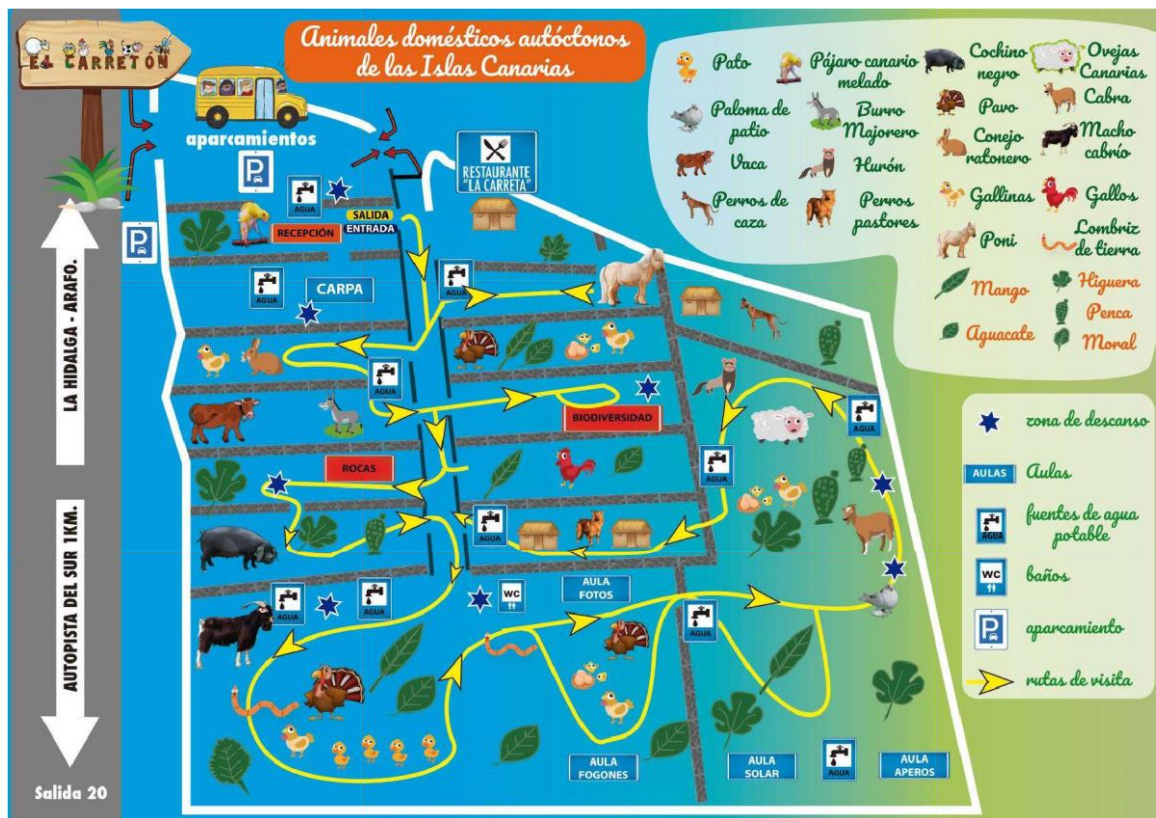 EL CARRETÓN
Animales domésticos autóctonos
de las Islas Canarias
aparcamientos
P
P
AGUA
RECEPCIÓN
SALIDA
ENTRADA
RESTAURANTE
"LA CARRETA"
AGUA
CARPA
AGUA
AGUA
BIODIVERSIDAD
AGUA
ROCAS
AGUA
AGUA
AGUA
AGUA
WC
AULA
FOTOS
AGUA
AULA
FOGONES
AULA
SOLAR
AGUA
AULA
APEROS
LA HIDALGA - ARAFO.
AUTOPISTA DEL SUR 1KM.
Salida 20
Pato
Pájaro canario
melado
Cochino
negro
Ovejas
Canarias
Paloma de
patio
Burro
Majorero
Pavo
Cabra
Conejo
ratonero
Macho
cabrío
Vaca
Hurón
Gallinas
Gallos
Perros de
caza
Perros
pastores
Poni
Lombriz
de tierra
Mango
Higuera
Penca
Aguacate
Moral
zona de descanso
AULAS
Aulas
AGUA
fuentes de agua
potable
WC
baños
P
aparcamiento
rutas de visita